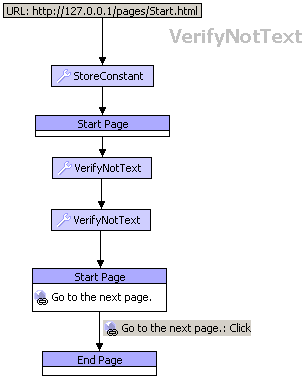 URL: http://127.0.0.1/pages/Start.html
VerifyNotText
StoreConstant
Start Page
VerifyNotText
VerifyNotText
Start Page
Go to the next page.
Go to the next page.: Click
End Page